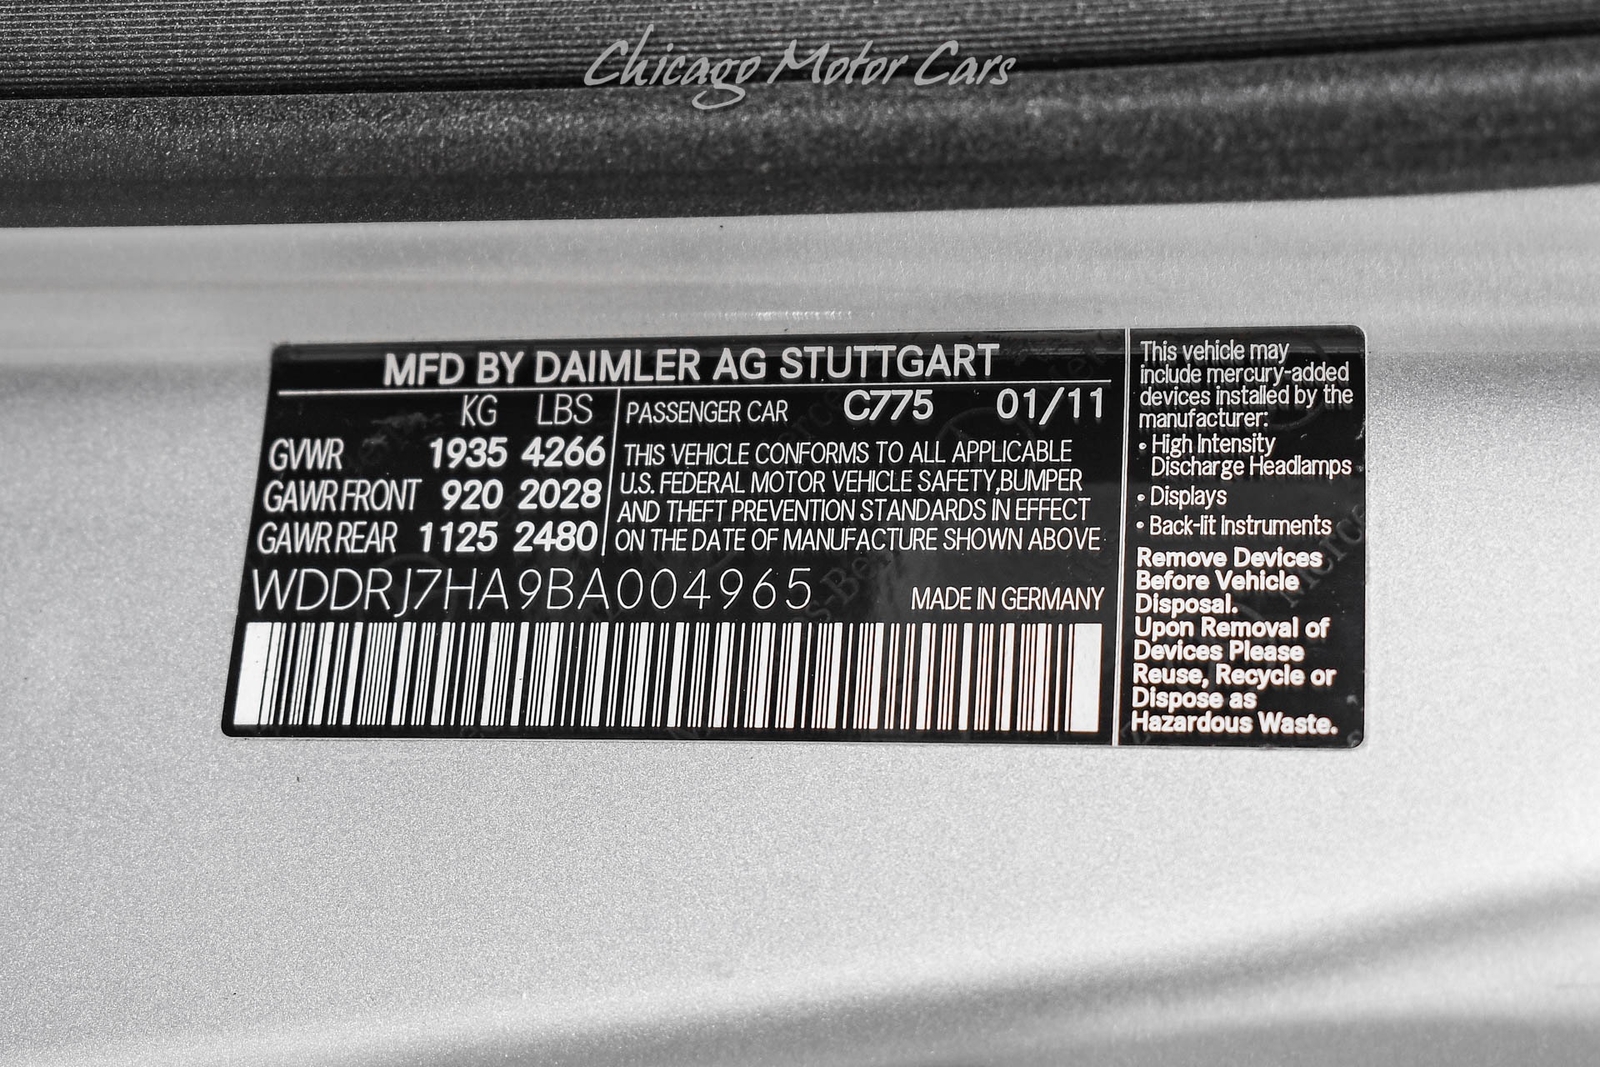 Chicago Motor Cars
MFD BY DAIMLER AG STUTTGART
KG LBS
GVWR 1935 4266
GAWR FRONT 920 2028
GAWR REAR 1125 2480
PASSENGER CAR C775 01/11
THIS VEHICLE CONFORMS TO ALL APPLICABLE
U.S. FEDERAL MOTOR VEHICLE SAFETY,BUMPER
AND THEFT PREVENTION STANDARDS IN EFFECT
ON THE DATE OF MANUFACTURE SHOWN ABOVE
WDDRJ7HA9BA004965
MADE IN GERMANY
This vehicle may
include mercury-added
devices installed by the
manufacturer:
• High Intensity
Discharge Headlamps
• Displays
• Back-lit Instruments
Remove Devices
Before Vehicle
Disposal.
Upon Removal of
Devices Please
Reuse, Recycle or
Dispose as
Hazardous Waste.